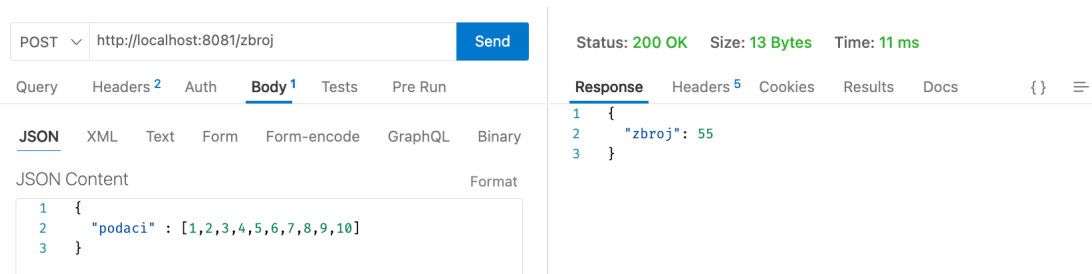 POST http://localhost:8081/zbroj Send
Query Headers 2 Auth Body 1 Tests Pre Run
JSON XML Text Form Form-encode GraphQL Binary
JSON Content Format
1 {
2 "podaci" : [1,2,3,4,5,6,7,8,9,10]
3 }
Status: 200 OK Size: 13 Bytes Time: 11 ms
Response Headers 5 Cookies Results Docs { }
1 {
2 "zbroj": 55
3 }